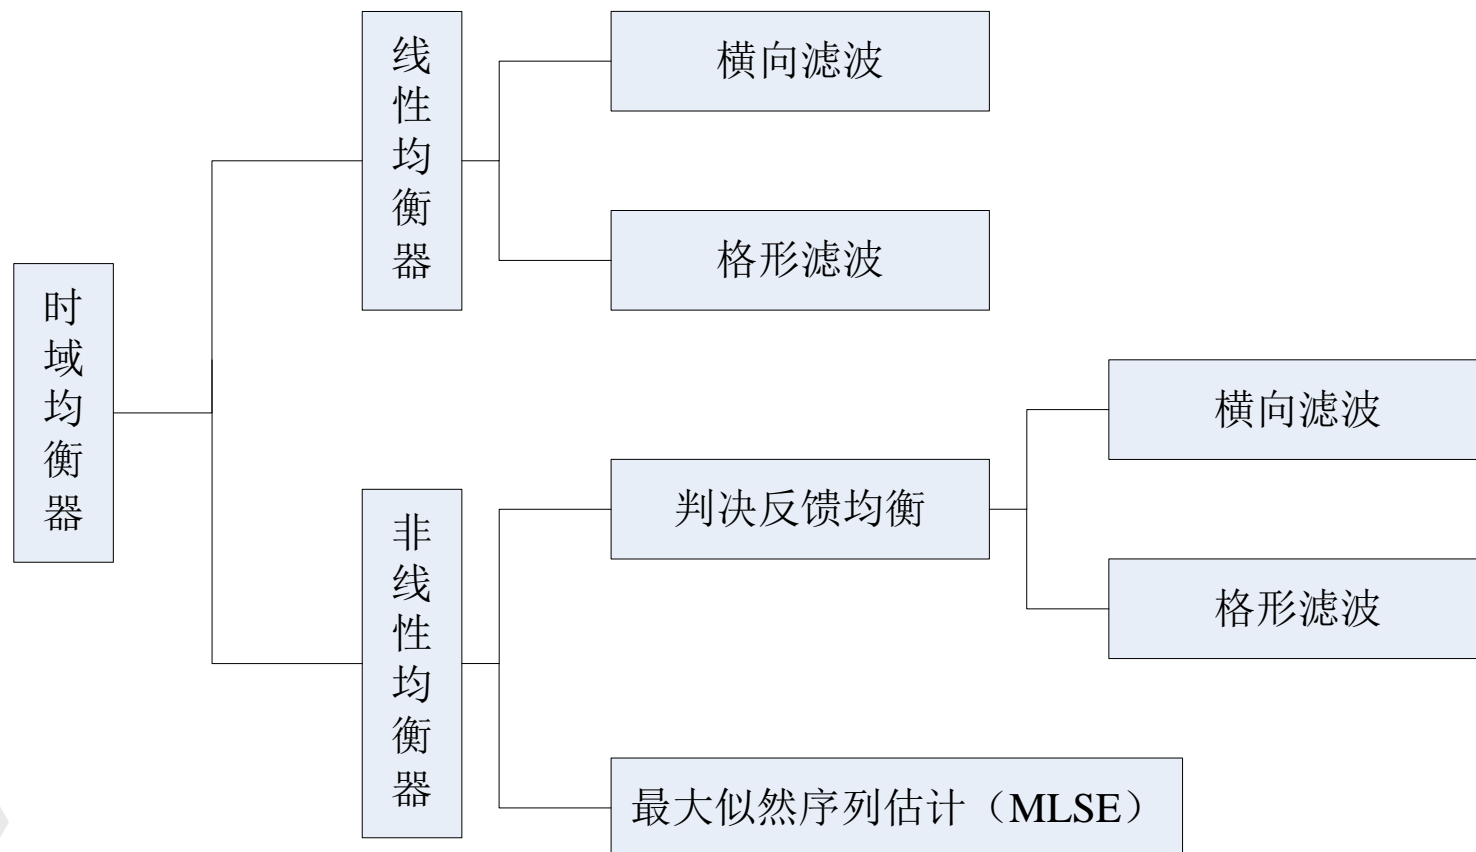 时域均衡器
线性均衡器
横向滤波
格形滤波
非线性均衡器
判决反馈均衡
横向滤波
格形滤波
最大似然序列估计（MLSE）